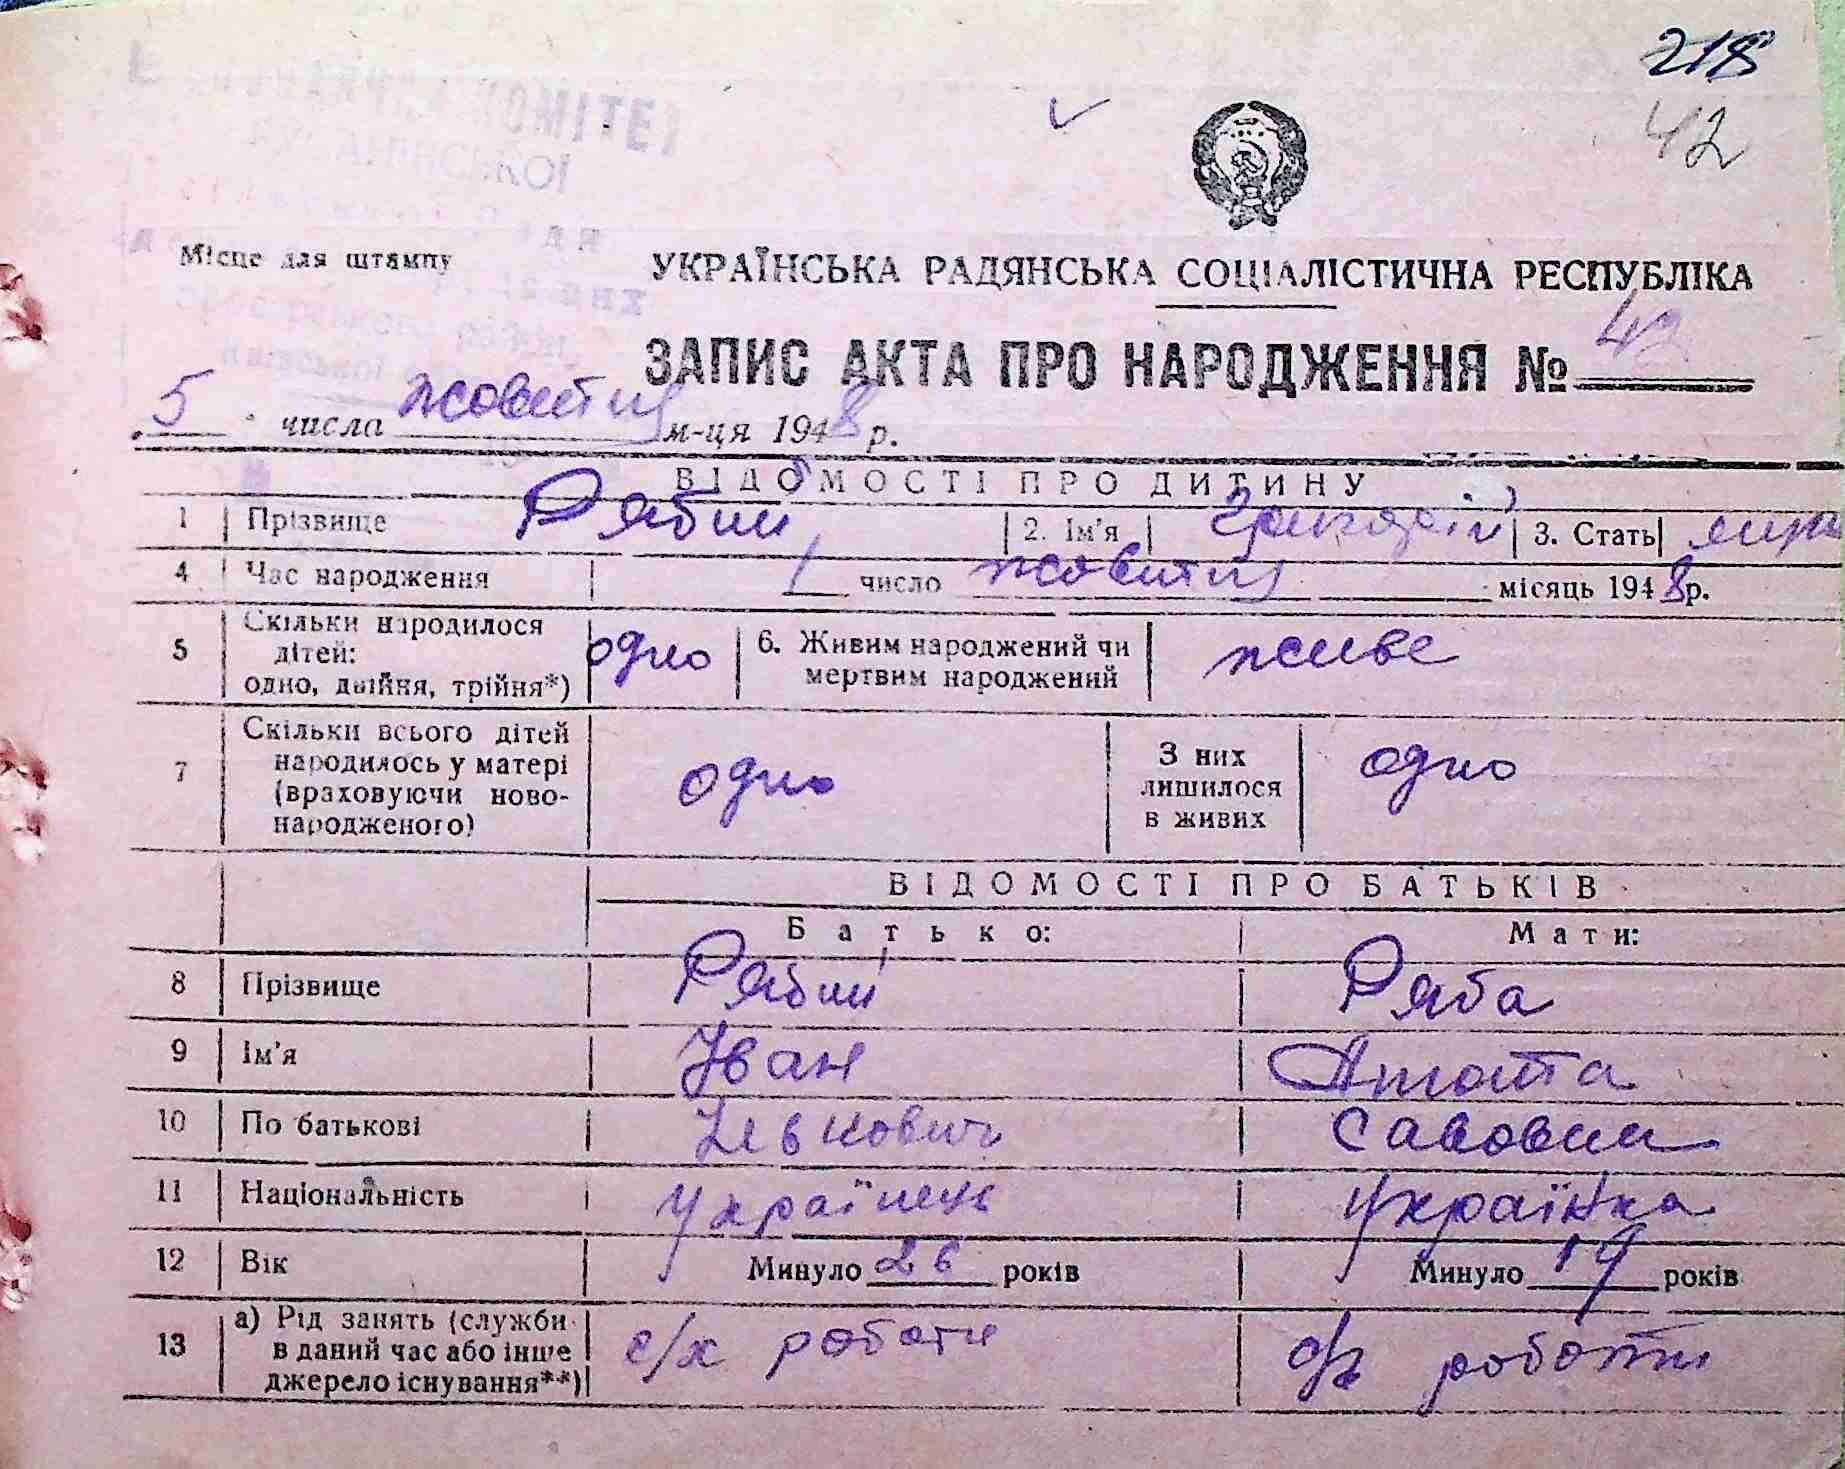 218
42
КОМІТЕТ
Місце для штампу
УКРАЇНСЬКА РАДЯНСЬКА СОЦІАЛІСТИЧНА РЕСПУБЛІКА
ЗАПИС АКТА ПРО НАРОДЖЕННЯ № 42
5 числа жовтня м-ця 1948 р.
ВІДОМОСТІ ПРО ДИТИНУ
1 Прізвище Рябий 2. Ім'я Григорій 3. Стать
4 Час народження 1 число жовтня місяць 1948 р.
5 Скільки народилося дітей: одно, двійня, трійня*) одно 6. Живим народжений чи мертвим народжений живе
7 Скільки всього дітей народилось у матері (враховуючи новонародженого) одно З них лишилося в живих одно
ВІДОМОСТІ ПРО БАТЬКІВ
Батько: Мати:
8 Прізвище Рябий Ряба
9 Ім'я Іван
10 По батькові Левкович Савовна
11 Національність Українець Українка
12 Вік Минуло 26 років Минуло 19 років
13 а) Рід занять (служби в даний час або інше джерело існування**) с/х роботи с/х роботи